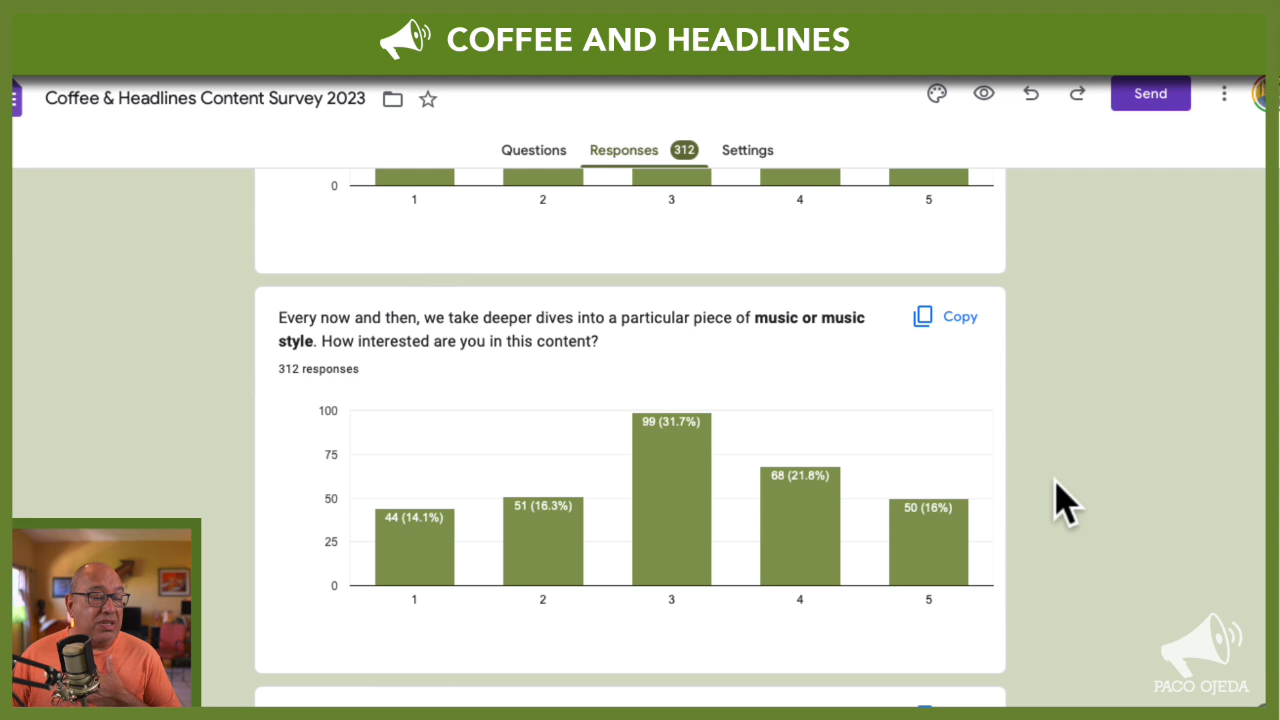 COFFEE AND HEADLINES
Coffee & Headlines Content Survey 2023
Send
Questions
Responses 312
Settings
0
1 2 3 4 5
Every now and then, we take deeper dives into a particular piece of music or music
style. How interested are you in this content?
Copy
312 responses
100
75
50
25
0
44 (14.1%)
51 (16.3%)
99 (31.7%)
68 (21.8%)
50 (16%)
1 2 3 4 5
PACO OJEDA